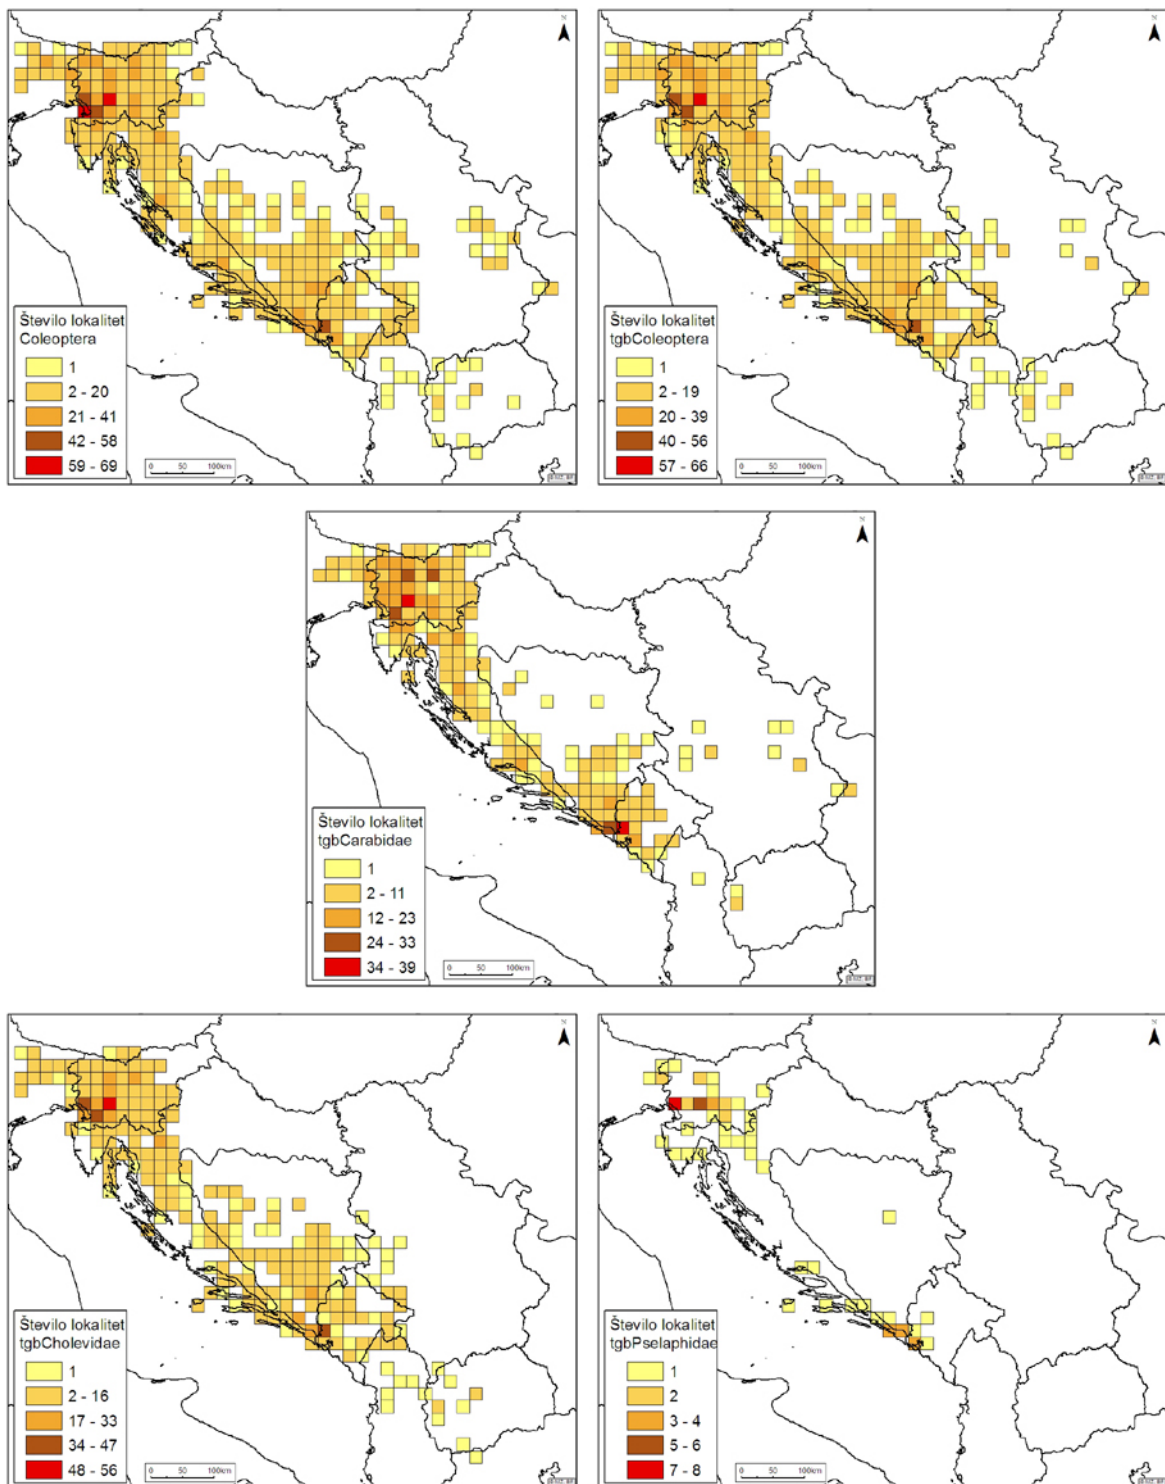 N
Število lokalitet
Coleoptera
1
2 - 20
21 - 41
42 - 58
59 - 69
0 50 100km
N
Število lokalitet
tgbColeoptera
1
2 - 19
20 - 39
40 - 56
57 - 66
0 50 100km
N
Število lokalitet
tgbCarabidae
1
2 - 11
12 - 23
24 - 33
34 - 39
0 50 100km
N
Število lokalitet
tgbCholevidae
1
2 - 16
17 - 33
34 - 47
48 - 56
0 50 100km
N
Število lokalitet
tgbPselaphidae
1
2
3 - 4
5 - 6
7 - 8
0 50 100km